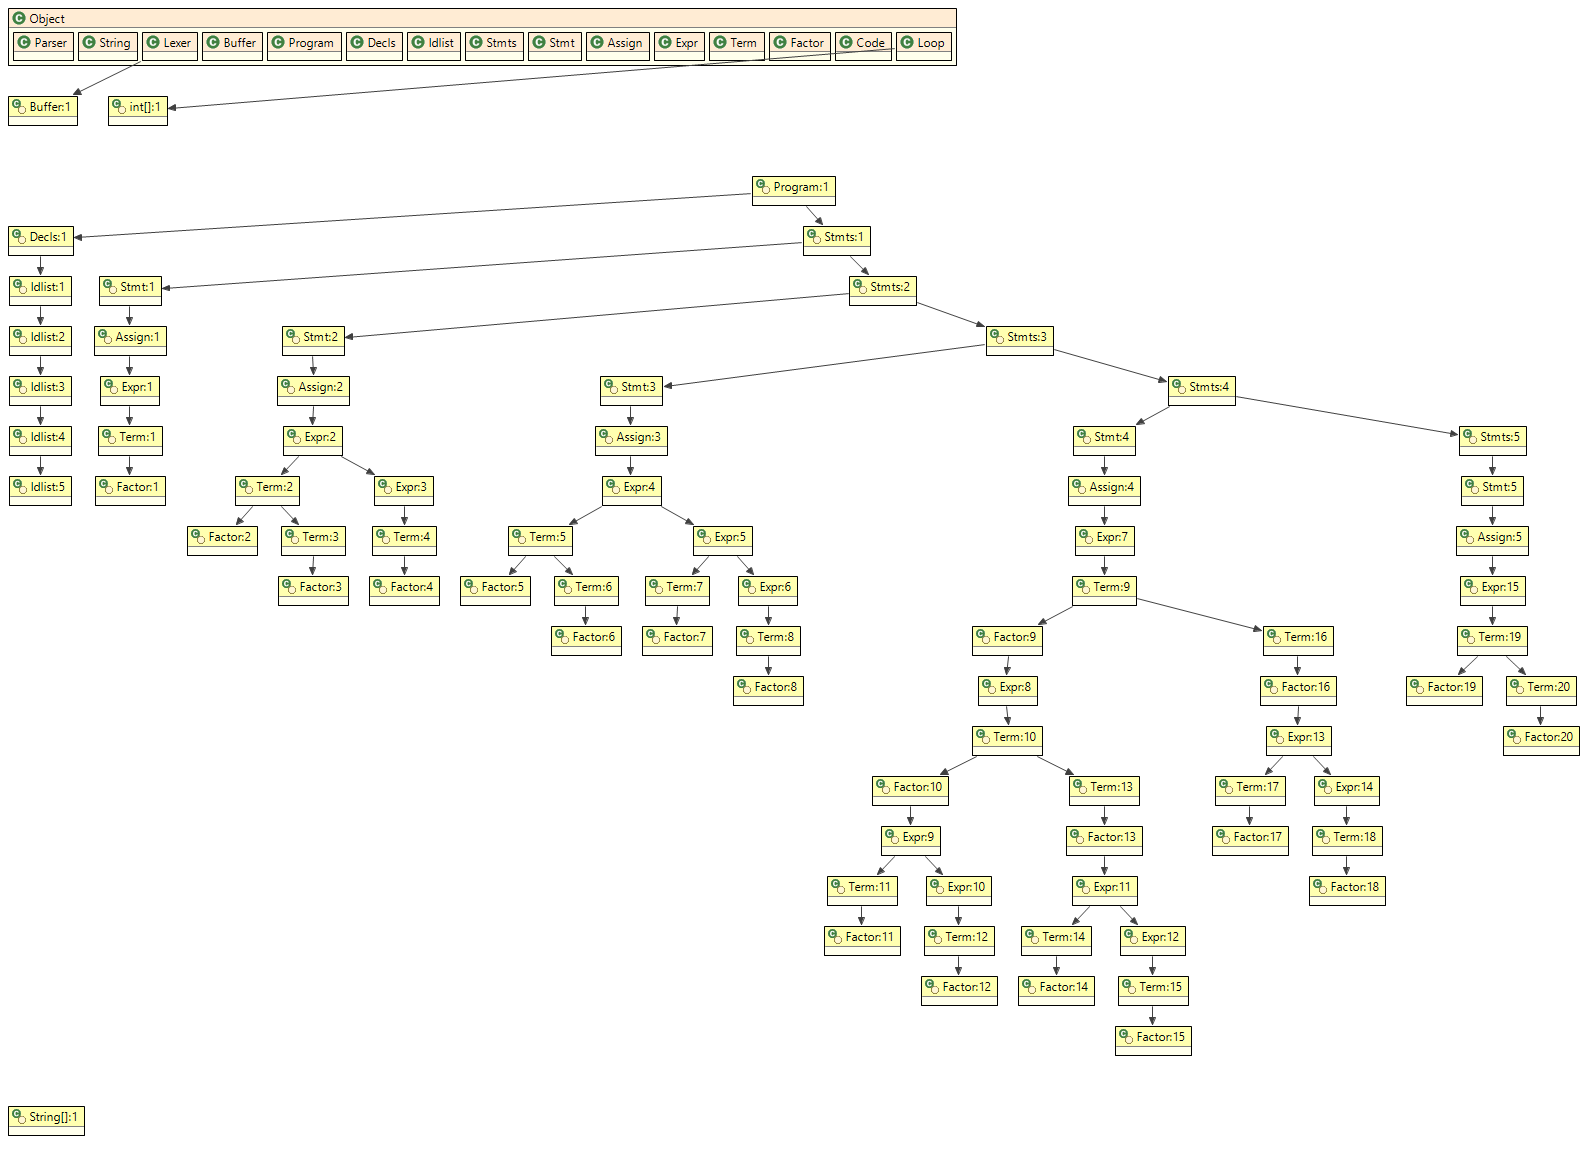 Object
Parser String Lexer Buffer Program Decls Idlist Stmts Stmt Assign Expr Term Factor Code Loop
Buffer:1 int[]:1
Program:1
Decls:1 Stmts:1
Idlist:1 Stmt:1 Stmts:2
Idlist:2 Assign:1 Stmt:2 Stmts:3
Idlist:3 Expr:1 Assign:2 Stmt:3 Stmts:4
Idlist:4 Term:1 Expr:2 Assign:3 Stmt:4 Stmts:5
Idlist:5 Factor:1 Term:2 Expr:3 Expr:4 Assign:4 Stmt:5
Factor:2 Term:3 Term:4 Term:5 Expr:5 Expr:7 Assign:5
Factor:3 Factor:4 Factor:5 Term:6 Term:7 Expr:6 Term:9 Expr:15
Factor:6 Factor:7 Term:8 Factor:9 Term:16 Term:19
Factor:8 Expr:8 Factor:16 Factor:19 Term:20
Term:10 Expr:13 Factor:20
Factor:10 Term:13 Term:17 Expr:14
Expr:9 Factor:13 Factor:17 Term:18
Term:11 Expr:10 Expr:11 Factor:18
Factor:11 Term:12 Term:14 Expr:12
Factor:12 Factor:14 Term:15
Factor:15
String[]:1